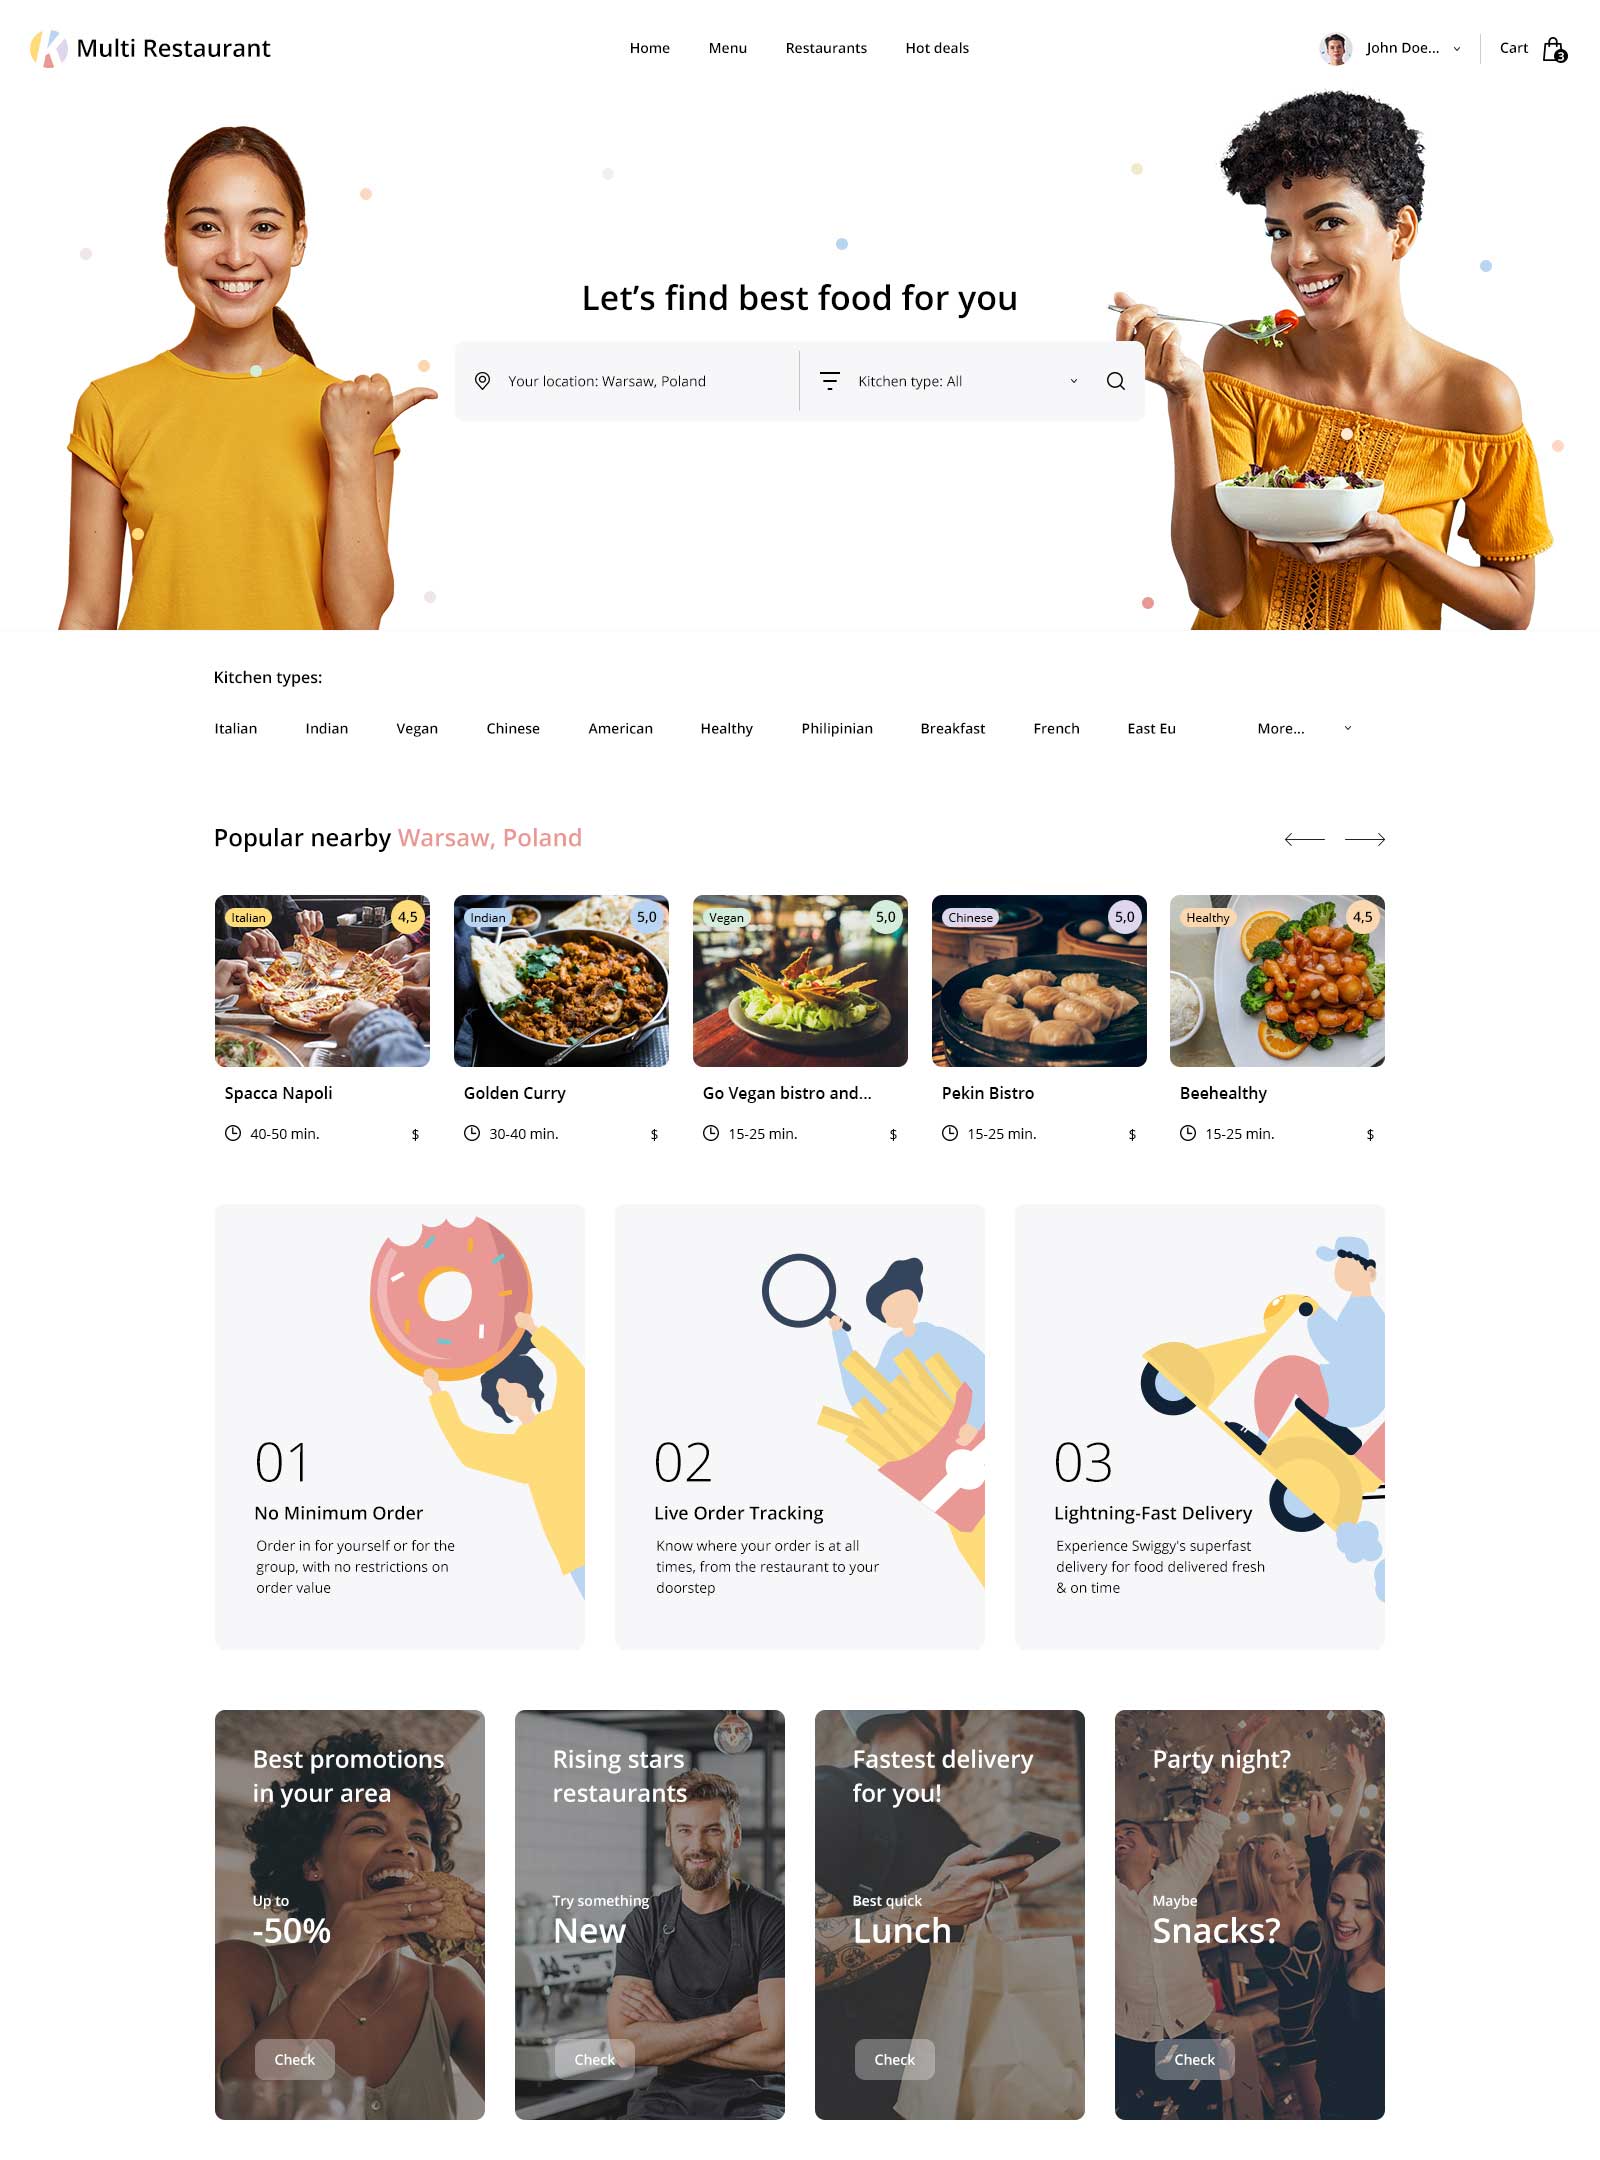 Multi Restaurant
Home Menu Restaurants Hot deals
John Doe... Cart 3
Let's find best food for you
Your location: Warsaw, Poland Kitchen type: All
Kitchen types:
Italian Indian Vegan Chinese American Healthy Philipinian Breakfast French East Eu More...
Popular nearby Warsaw, Poland
Italian 4,5 Indian 5,0 Vegan 5,0 Chinese 5,0 Healthy 4,5
Spacca Napoli Golden Curry Go Vegan bistro and... Pekin Bistro Beehealthy
40-50 min. $ 30-40 min. $ 15-25 min. $ 15-25 min. $ 15-25 min. $
01
No Minimum Order
Order in for yourself or for the
group, with no restrictions on
order value
02
Live Order Tracking
Know where your order is at all
times, from the restaurant to your
doorstep
03
Lightning-Fast Delivery
Experience Swiggy's superfast
delivery for food delivered fresh
& on time
Best promotions
in your area
Up to
-50%
Check
Rising stars
restaurants
Try something
New
Check
Fastest delivery
for you!
Best quick
Lunch
Check
Party night?
Maybe
Snacks?
Check